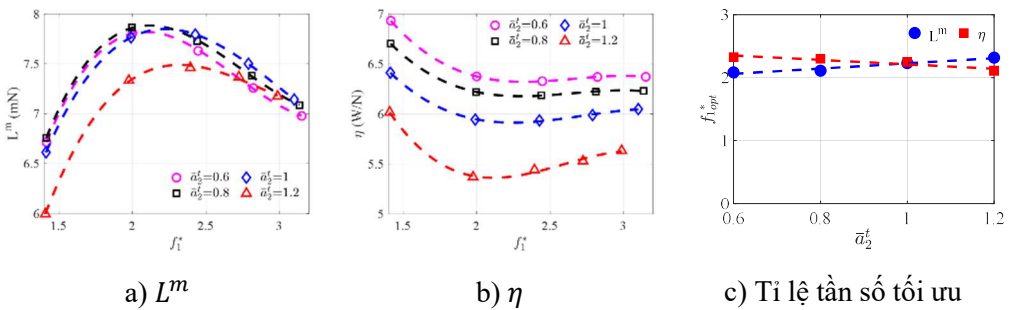 8
7.5
7
6.5
6
L^m (mN)
1.5 2 2.5 3
f_1^*
ā_2^t=0.6 ā_2^t=1
ā_2^t=0.8 ā_2^t=1.2
7
6.5
6
5.5
5
η (W/N)
1.5 2 2.5 3
f_1^*
ā_2^t=0.6 ā_2^t=1
ā_2^t=0.8 ā_2^t=1.2
3
2
1
0
f_{1opt}^*
0.6 0.8 1 1.2
ā_2^t
L^m η
a) L^m b) η c) Tỉ lệ tần số tối ưu